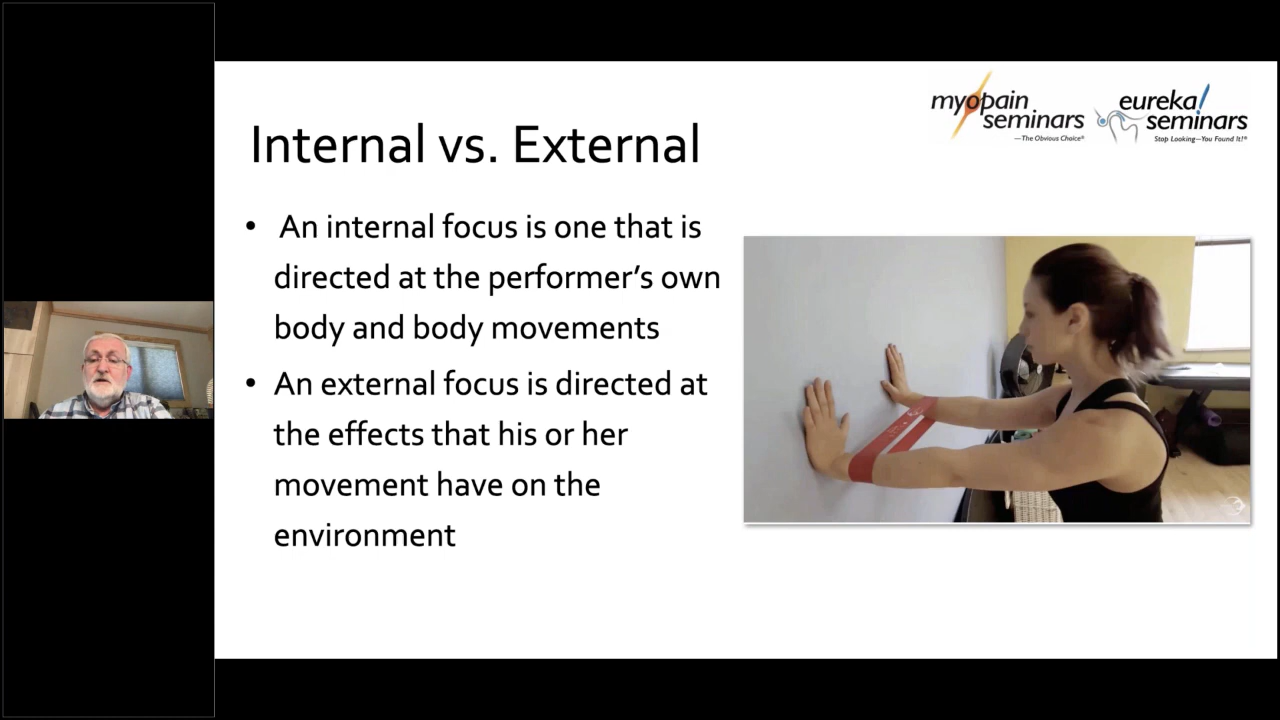 myopain
seminars
—The Obvious Choice®
eureka!
seminars
Stop Looking—You Found It!®
Internal vs. External
• An internal focus is one that is
directed at the performer’s own
body and body movements
• An external focus is directed at
the effects that his or her
movement have on the
environment